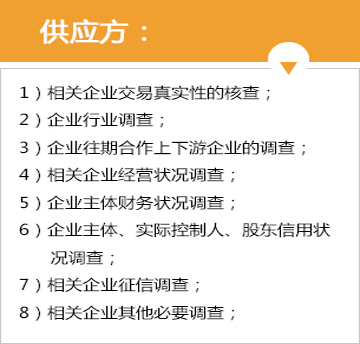 供应方：
1）相关企业交易真实性的核查；
2）企业行业调查；
3）企业往期合作上下游企业的调查；
4）相关企业经营状况调查；
5）企业主体财务状况调查；
6）企业主体、实际控制人、股东信用状
况调查；
7）相关企业征信调查；
8）相关企业其他必要调查；